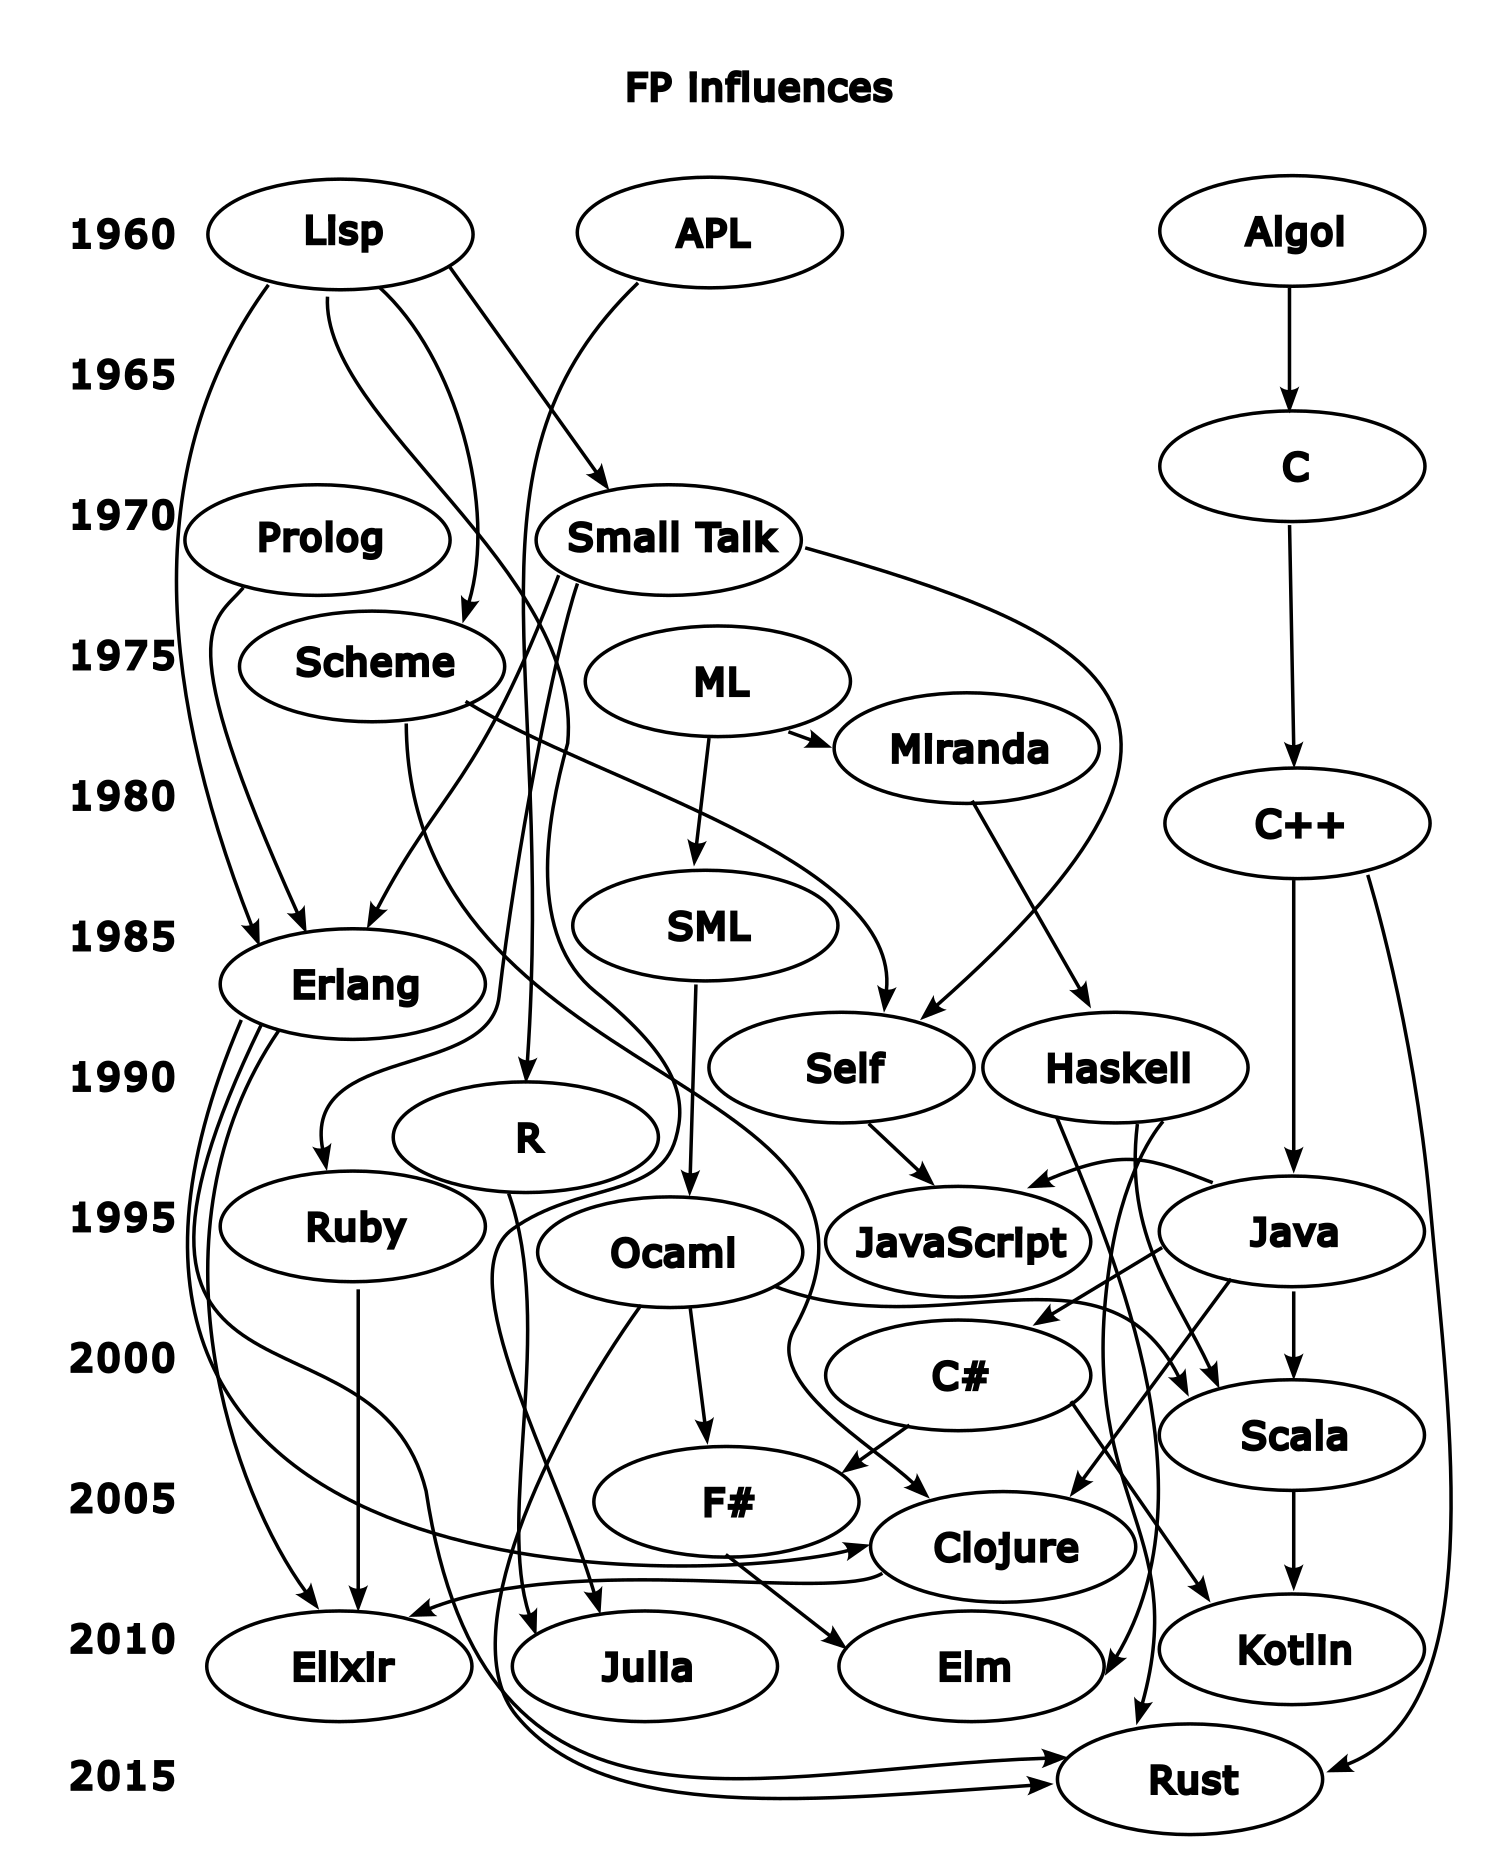 FP Influences
1960
Lisp
APL
Algol
1965
C
1970
Prolog
Small Talk
1975
Scheme
ML
Miranda
1980
C++
1985
SML
Erlang
1990
Self
Haskell
R
1995
Ruby
Ocaml
JavaScript
Java
2000
C#
Scala
2005
F#
Clojure
2010
Elixir
Julia
Elm
Kotlin
2015
Rust